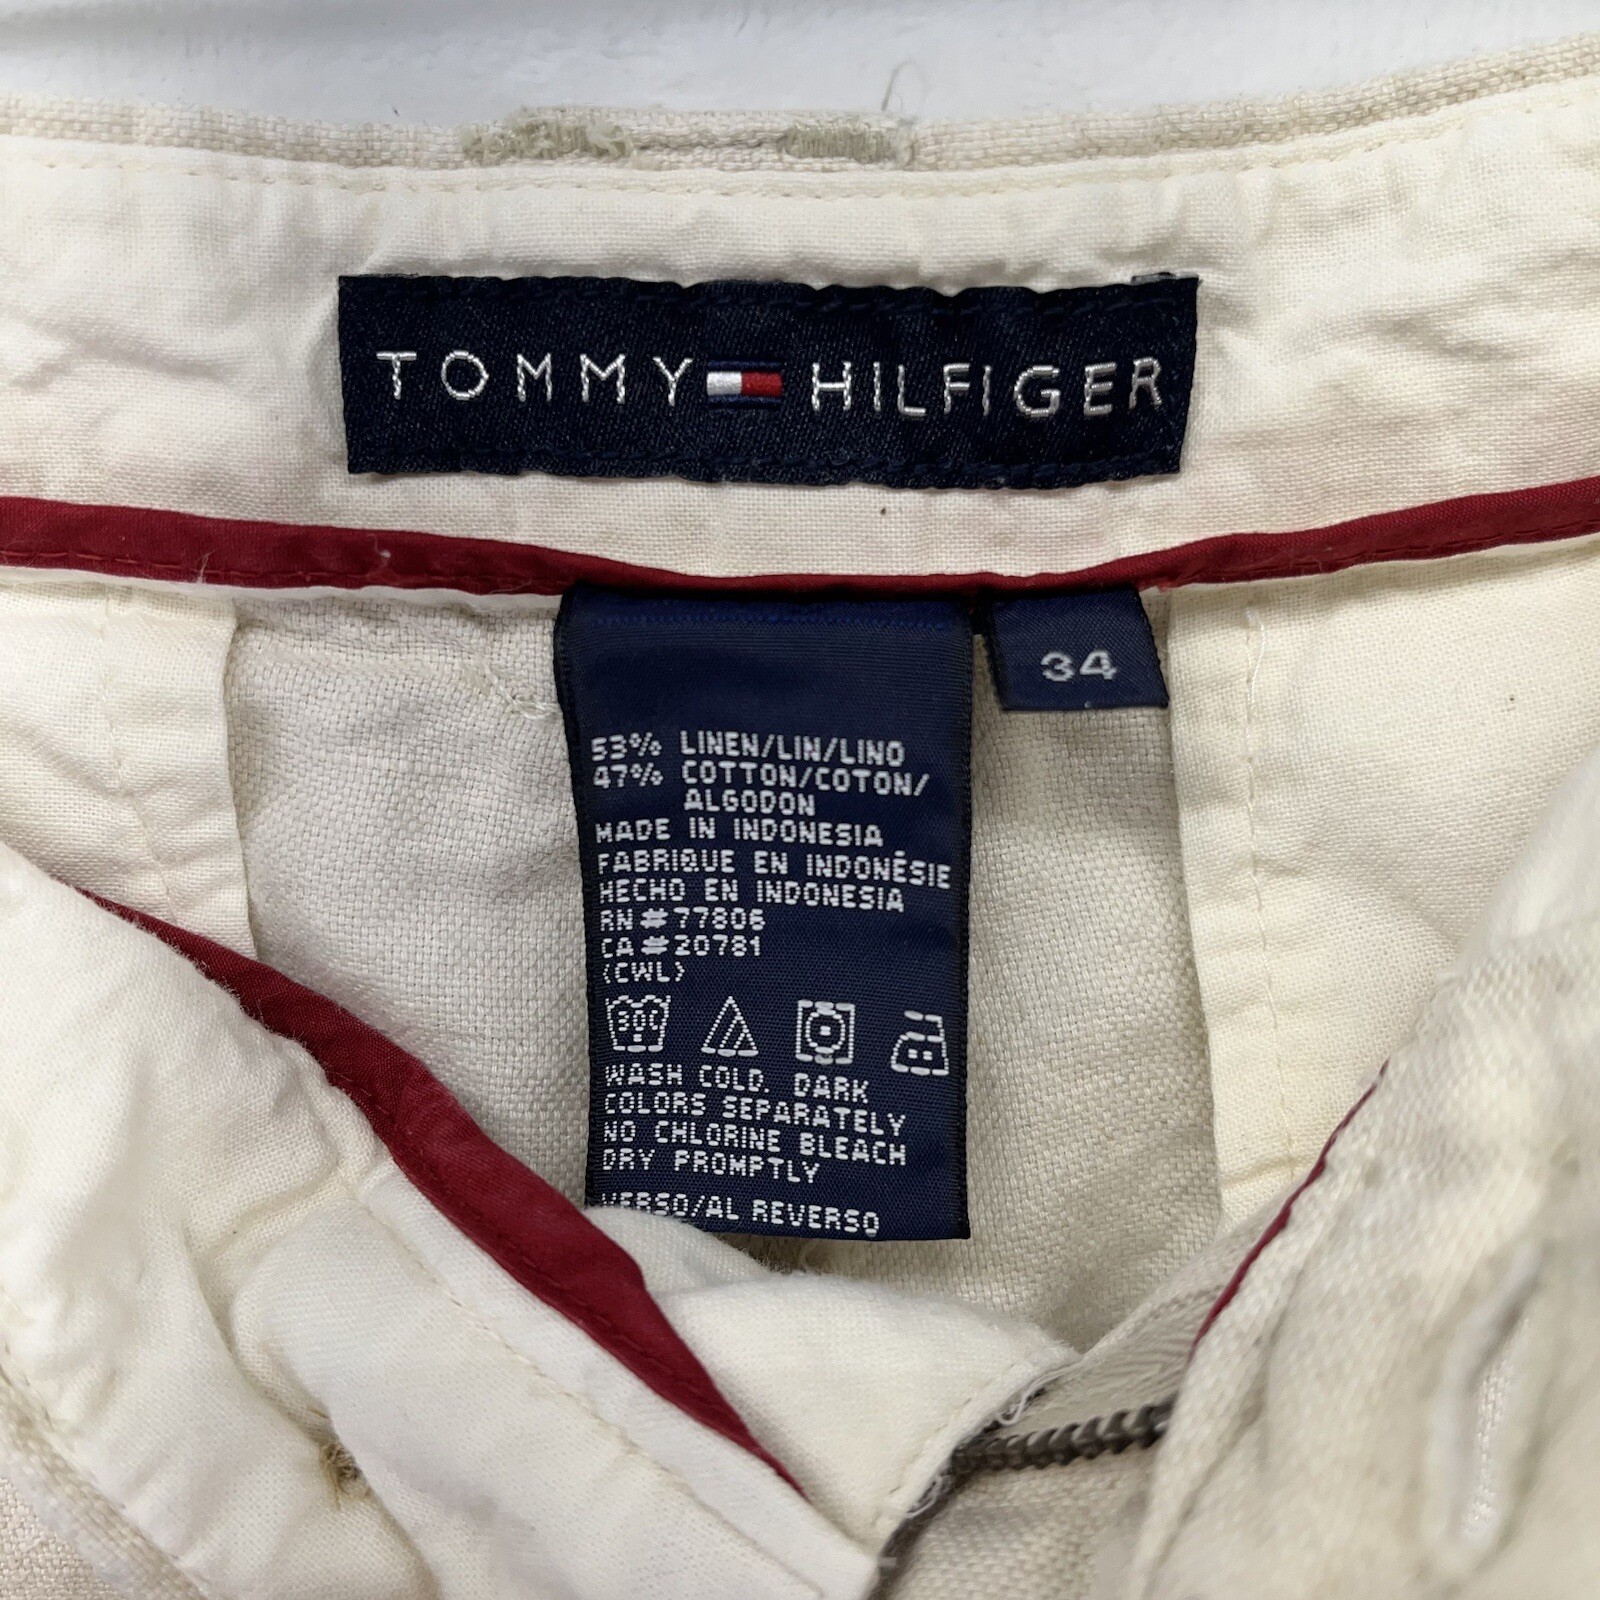 TOMMY HILFIGER
34
53% LINEN/LIN/LINO
47% COTTON/COTON/
ALGODON
MADE IN INDONESIA
FABRIQUE EN INDONÉSIE
HECHO EN INDONESIA
RN#77806
CA#20781
(CWL)
WASH COLD, DARK
COLORS SEPARATELY
NO CHLORINE BLEACH
DRY PROMPTLY
VERSO/AL REVERSO